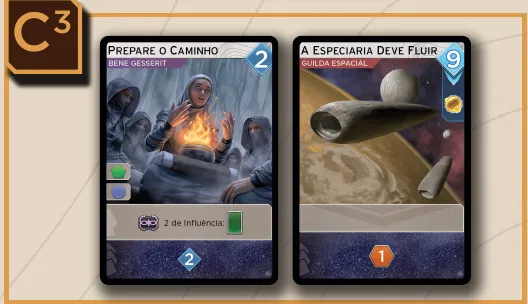 C³
PREPARE O CAMINHO
2
BENE GESSERIT
2 de Influência:
2
A ESPECIARIA DEVE FLUIR
9
GUILDA ESPACIAL
1